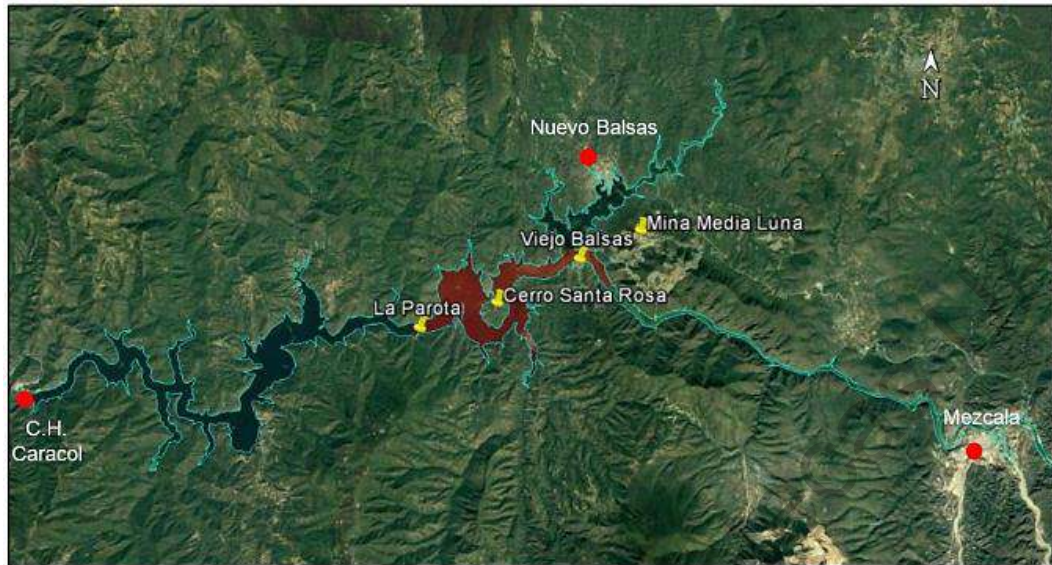 N
Nuevo Balsas
Mina Media Luna
Viejo Balsas
Cerro Santa Rosa
La Parota
C.H.
Caracol
Mezcala